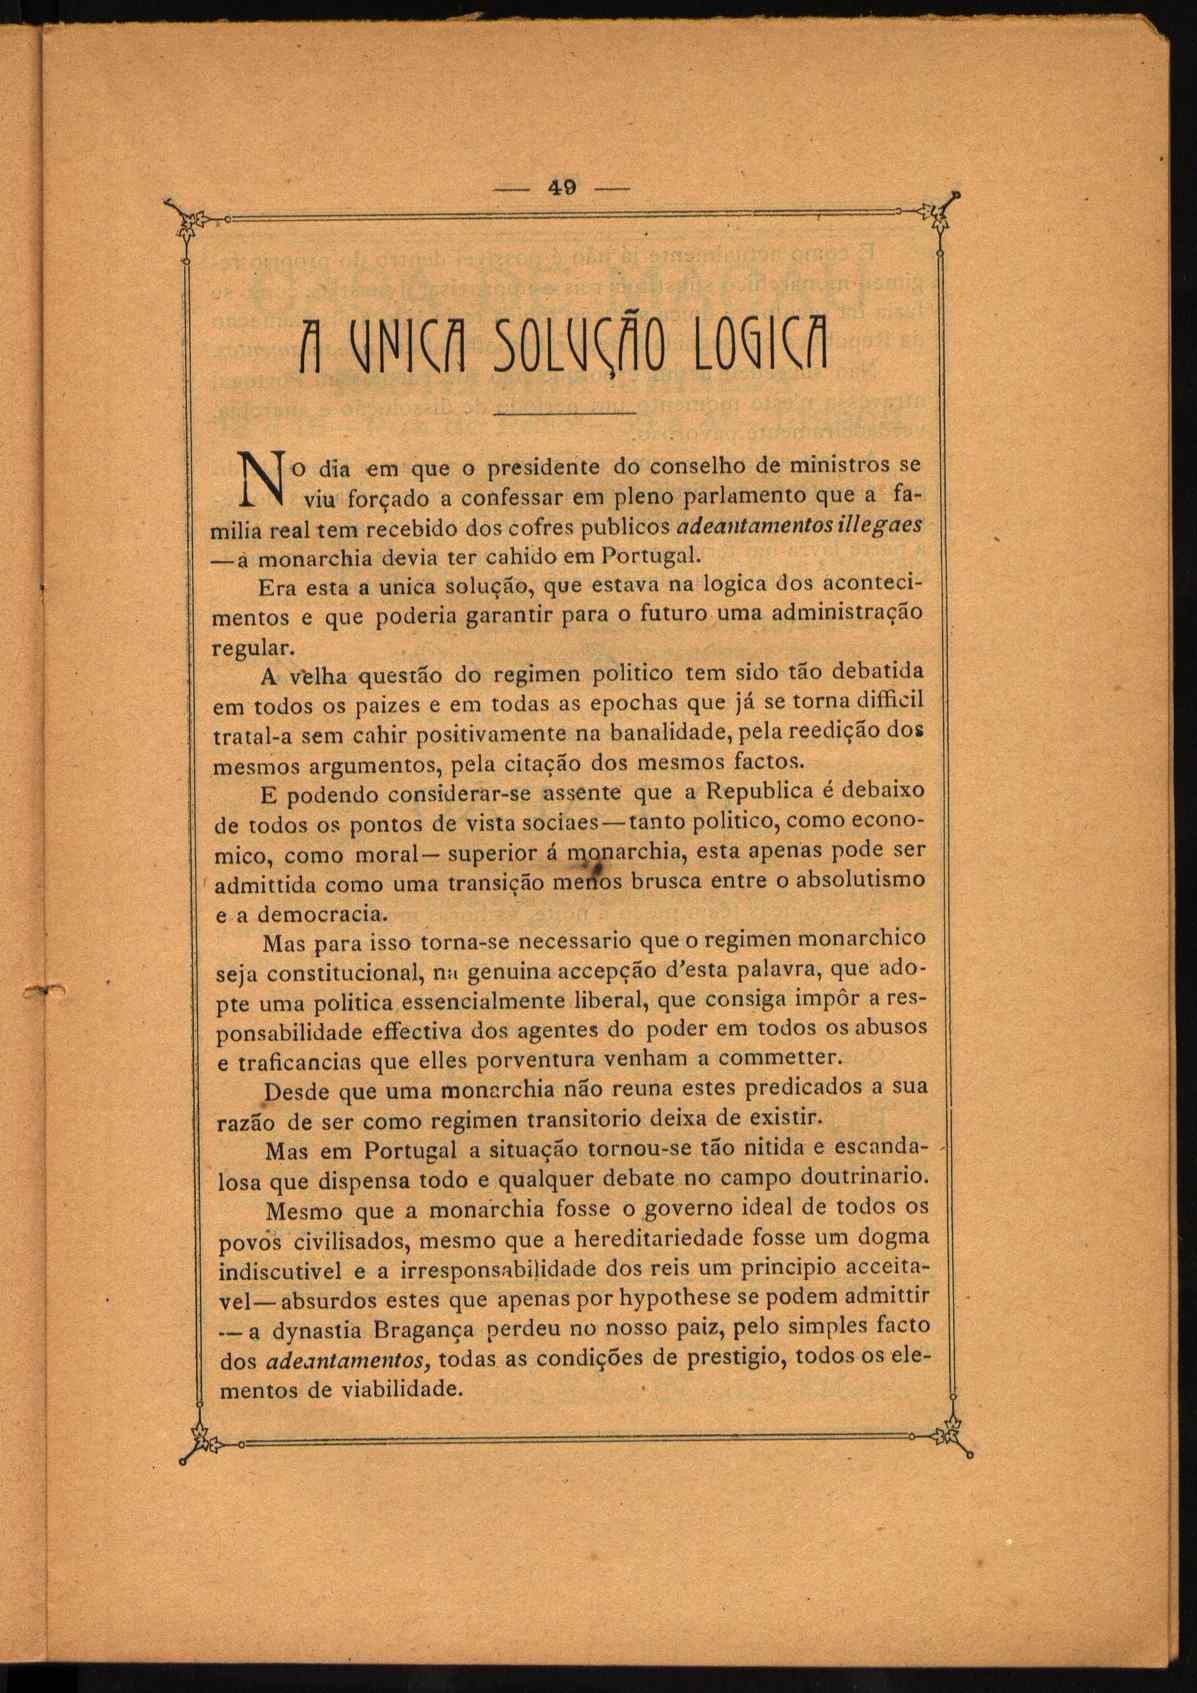 — 49 —
A UNICA SOLUÇÃO LOGICA
No dia em que o presidente do conselho de ministros se
viu forçado a confessar em pleno parlamento que a fa-
milia real tem recebido dos cofres publicos adeantamentos illegaes
—a monarchia devia ter cahido em Portugal.
Era esta a unica solução, que estava na logica dos aconteci-
mentos e que poderia garantir para o futuro uma administração
regular.
A velha questão do regimen politico tem sido tão debatida
em todos os paizes e em todas as epochas que já se torna difficil
tratal-a sem cahir positivamente na banalidade, pela reedição dos
mesmos argumentos, pela citação dos mesmos factos.
E podendo considerar-se assente que a Republica é debaixo
de todos os pontos de vista sociaes—tanto politico, como econo-
mico, como moral— superior á monarchia, esta apenas pode ser
admittida como uma transição menos brusca entre o absolutismo
e a democracia.
Mas para isso torna-se necessario que o regimen monarchico
seja constitucional, na genuina accepção d'esta palavra, que ado-
pte uma politica essencialmente liberal, que consiga impôr a res-
ponsabilidade effectiva dos agentes do poder em todos os abusos
e traficancias que elles porventura venham a commetter.
Desde que uma monarchia não reuna estes predicados a sua
razão de ser como regimen transitorio deixa de existir.
Mas em Portugal a situação tornou-se tão nitida e escanda-
losa que dispensa todo e qualquer debate no campo doutrinario.
Mesmo que a monarchia fosse o governo ideal de todos os
povos civilisados, mesmo que a hereditariedade fosse um dogma
indiscutivel e a irresponsabilidade dos reis um principio acceita-
vel—absurdos estes que apenas por hypothese se podem admittir
—a dynastia Bragança perdeu no nosso paiz, pelo simples facto
dos adeantamentos, todas as condições de prestigio, todos os ele-
mentos de viabilidade.